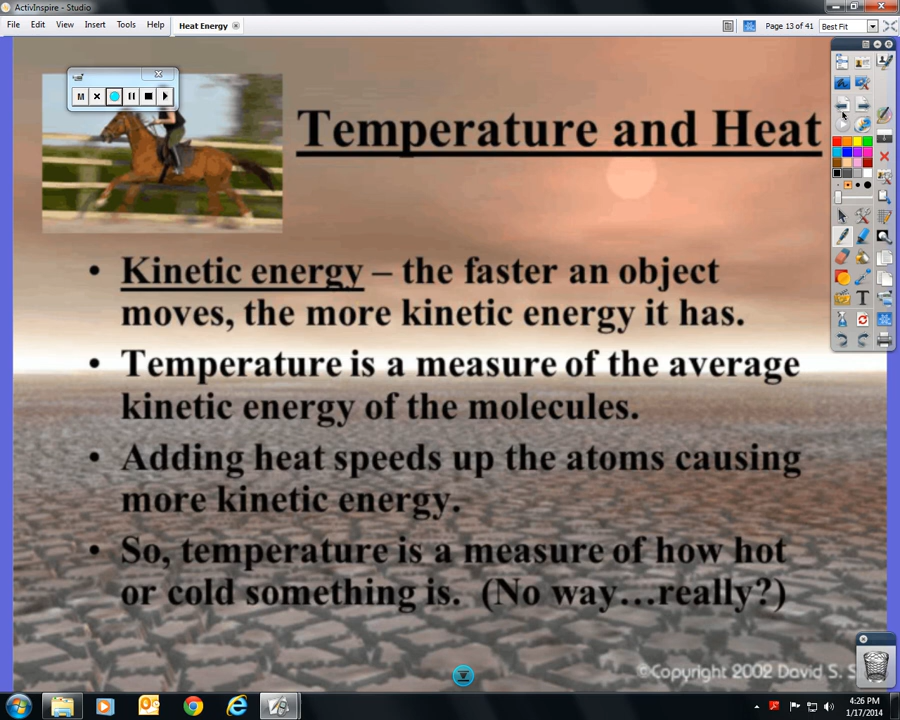 ActivInspire - Studio
File Edit View Insert Tools Help Heat Energy Page 13 of 41 Best Fit
M
Temperature and Heat
• Kinetic energy – the faster an object
moves, the more kinetic energy it has.
• Temperature is a measure of the average
kinetic energy of the molecules.
• Adding heat speeds up the atoms causing
more kinetic energy.
• So, temperature is a measure of how hot
or cold something is. (No way...really?)
©Copyright 2002 David S.
4:26 PM
1/17/2014